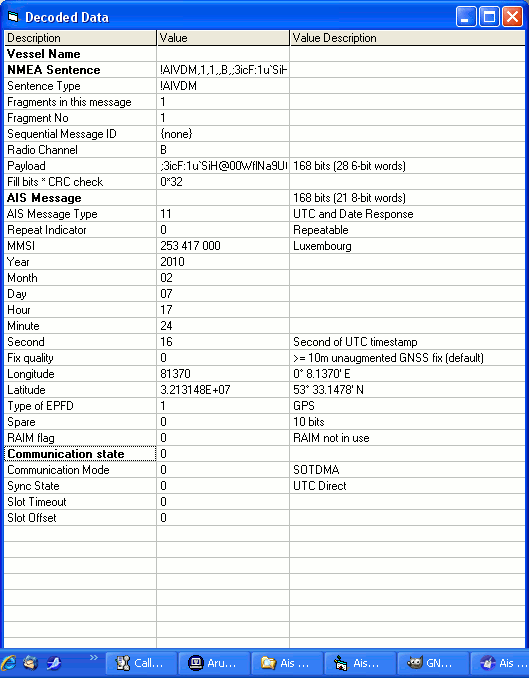 Decoded Data
Description Value Value Description
Vessel Name
NMEA Sentence !AIVDM,1,1,,B,;3icF:1u`SiH
Sentence Type !AIVDM
Fragments in this message 1
Fragment No 1
Sequential Message ID {none}
Radio Channel B
Payload ;3icF:1u`SiH@00WflNa9U 168 bits (28 6-bit words)
Fill bits * CRC check 0*32
AIS Message 168 bits (21 8-bit words)
AIS Message Type 11 UTC and Date Response
Repeat Indicator 0 Repeatable
MMSI 253 417 000 Luxembourg
Year 2010
Month 02
Day 07
Hour 17
Minute 24
Second 16 Second of UTC timestamp
Fix quality 0 >= 10m unaugmented GNSS fix (default)
Longitude 81370 0° 8.1370' E
Latitude 3.213148E+07 53° 33.1478' N
Type of EPFD 1 GPS
Spare 0 10 bits
RAIM flag 0 RAIM not in use
Communication state 0
Communication Mode SOTDMA
Sync State 0 UTC Direct
Slot Timeout 0
Slot Offset 0
Call... Aru... Ais ... Ais... GN... Ais ...